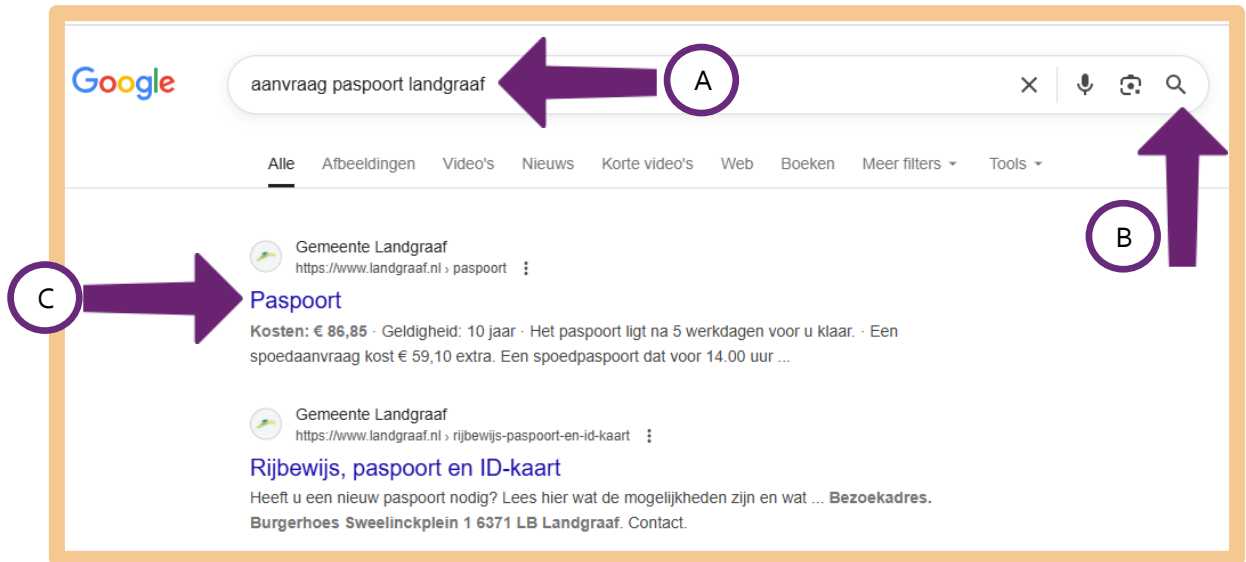 Google
aanvraag paspoort landgraaf
A
Alle Afbeeldingen Video's Nieuws Korte video's Web Boeken Meer filters Tools
B
Gemeente Landgraaf
https://www.landgraaf.nl › paspoort
C
Paspoort
Kosten: € 86,85 · Geldigheid: 10 jaar · Het paspoort ligt na 5 werkdagen voor u klaar. · Een
spoedaanvraag kost € 59,10 extra. Een spoedpaspoort dat voor 14.00 uur ...
Gemeente Landgraaf
https://www.landgraaf.nl › rijbewijs-paspoort-en-id-kaart
Rijbewijs, paspoort en ID-kaart
Heeft u een nieuw paspoort nodig? Lees hier wat de mogelijkheden zijn en wat ... Bezoekadres.
Burgerhoes Sweelinckplein 1 6371 LB Landgraaf. Contact.